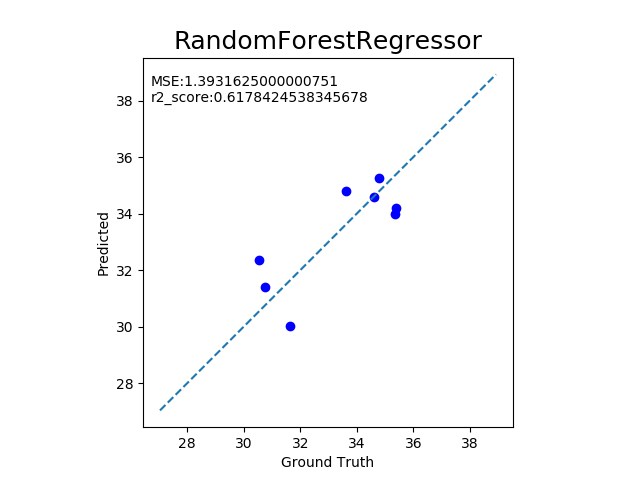 RandomForestRegressor
MSE:1.3931625000000751
r2_score:0.6178424538345678
38
36
34
32
30
28
Predicted
28 30 32 34 36 38
Ground Truth